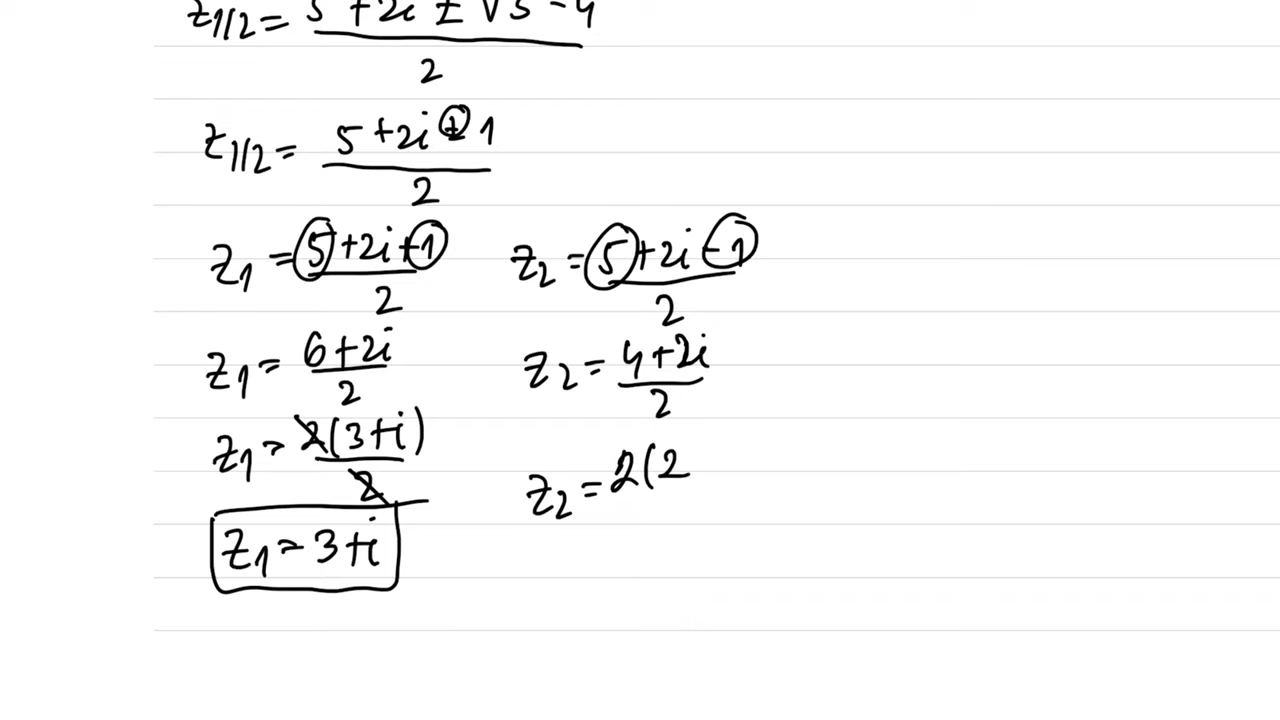 z1/2 = 5 + 2i ± √5 - 4 / 2
z1/2 = 5 + 2i ± 1 / 2
z1 = 5 + 2i + 1 / 2 z2 = 5 + 2i - 1 / 2
z1 = 6 + 2i / 2 z2 = 4 + 2i / 2
z1 = 2(3 + i) / 2 z2 = 2(2
z1 = 3 + i